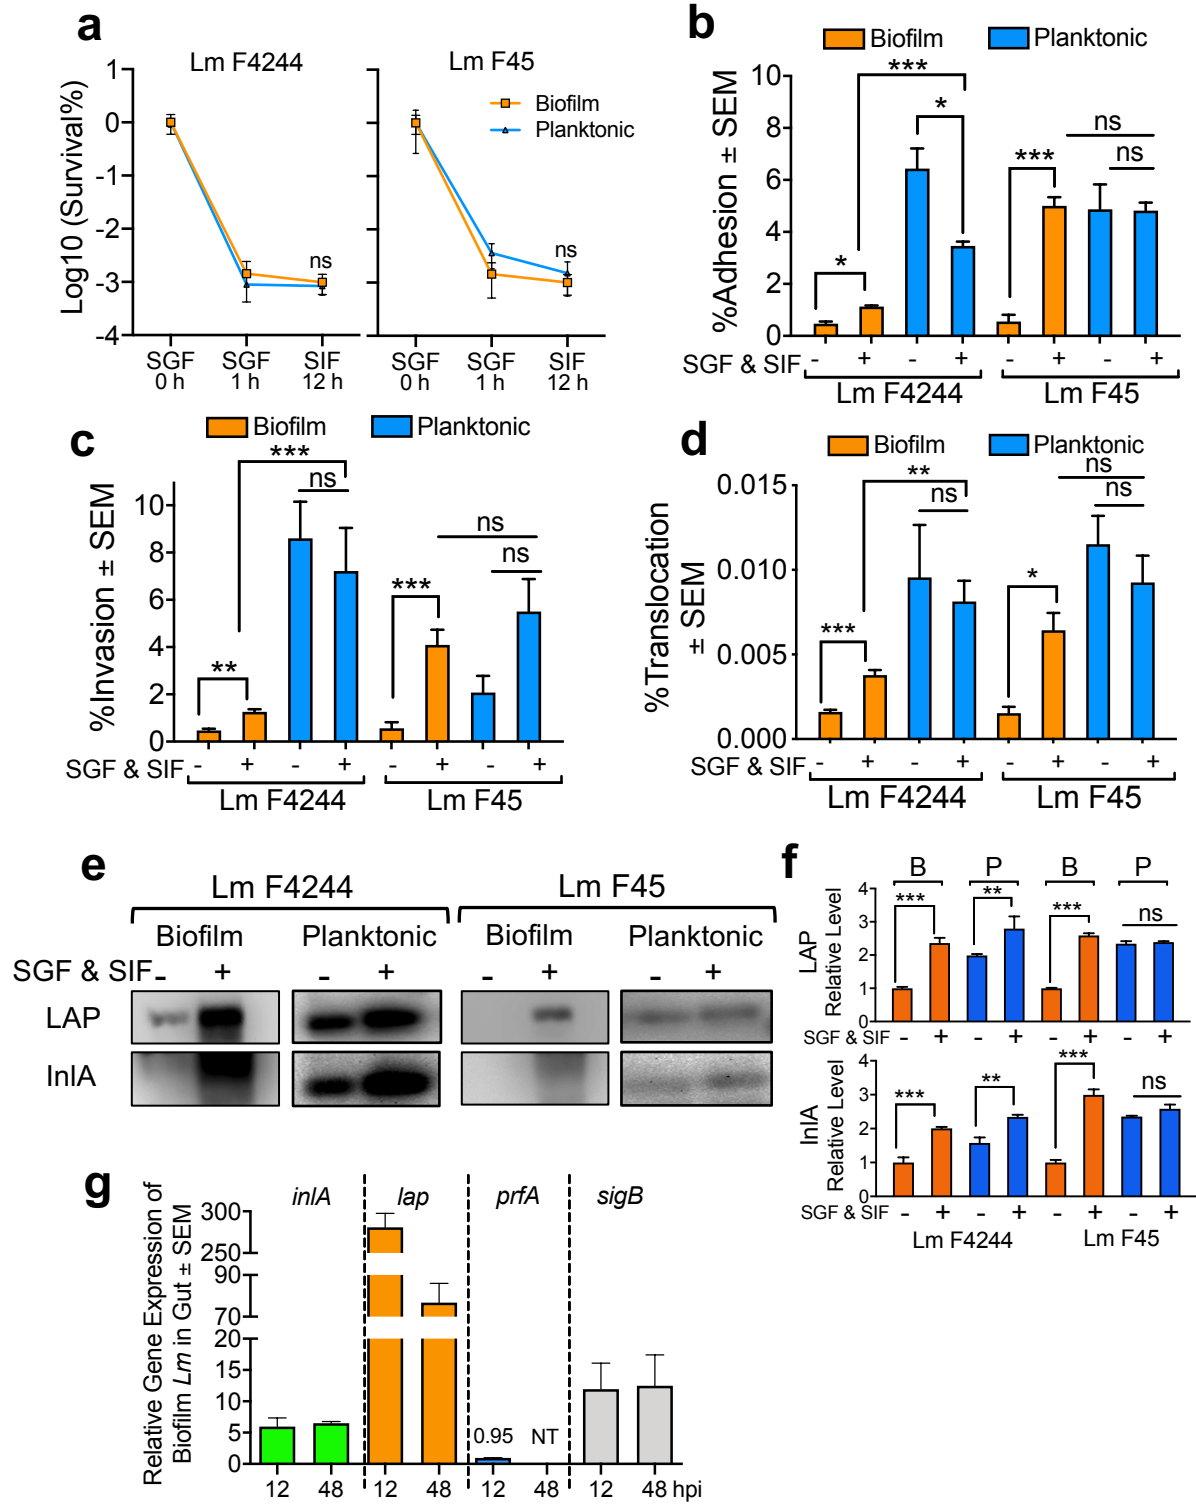 a
Lm F4244
Lm F45
Biofilm
Planktonic
Log10 (Survival%)
1
0
-1
-2
-3
-4
ns
ns
SGF
0 h
SGF
1 h
SIF
12 h
SGF
0 h
SGF
1 h
SIF
12 h
b
Biofilm
Planktonic
%Adhesion ± SEM
10
8
6
4
2
0
*
***
*
***
ns
ns
SGF & SIF - + - + - + - +
Lm F4244
Lm F45
c
Biofilm
Planktonic
%Invasion ± SEM
10
8
6
4
2
0
**
***
ns
***
ns
ns
SGF & SIF - + - + - + - +
Lm F4244
Lm F45
d
Biofilm
Planktonic
%Translocation
± SEM
0.015
0.010
0.005
0.000
***
**
ns
*
ns
ns
- + - + - + - +
Lm F4244
Lm F45
e
Lm F4244
Lm F45
Biofilm
Planktonic
Biofilm
Planktonic
SGF & SIF - + - + - + - +
LAP
InlA
f
B
P
B
P
LAP
Relative Level
4
3
2
1
0
***
**
***
ns
SGF & SIF - + - + - + - +
InlA
Relative Level
4
3
2
1
0
***
**
***
ns
SGF & SIF - + - + - + - +
Lm F4244
Lm F45
g
Relative Gene Expression of
Biofilm Lm in Gut ± SEM
300
250
90
70
20
15
10
5
0
inlA
lap
prfA
sigB
0.95
NT
12 48 12 48 12 48 12 48 hpi